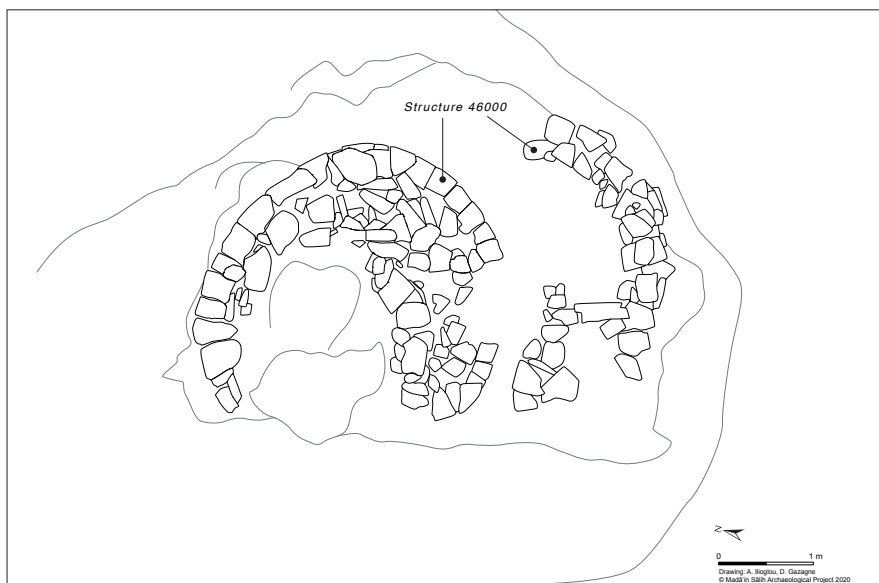 Structure 46000
N
0 1 m
Drawing: A. Ilioglou, D. Gazagne
© Madâ'in Sâlih Archaeological Project 2020